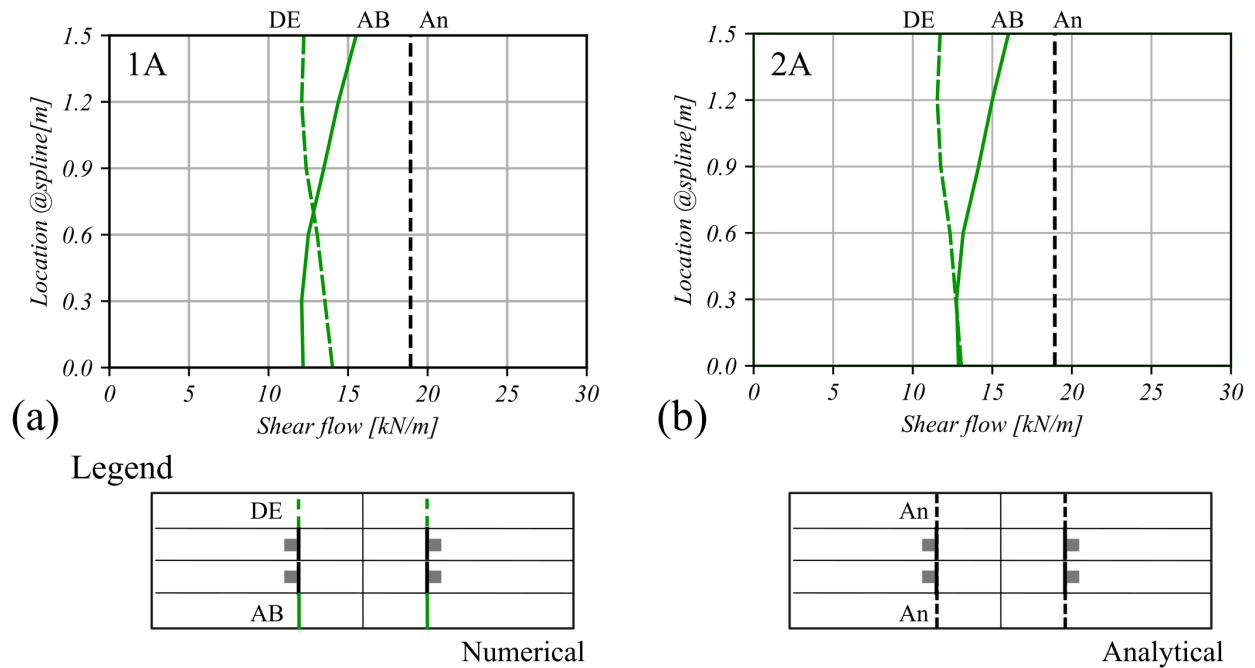 DE AB An
1.5
1.2
0.9
0.6
0.3
0.0
Location @spline[m]
1A
0 5 10 15 20 25 30
Shear flow [kN/m]
(a)
DE AB An
1.5
1.2
0.9
0.6
0.3
0.0
Location @spline[m]
2A
0 5 10 15 20 25 30
Shear flow [kN/m]
(b)
Legend
DE
AB
Numerical
An
An
Analytical